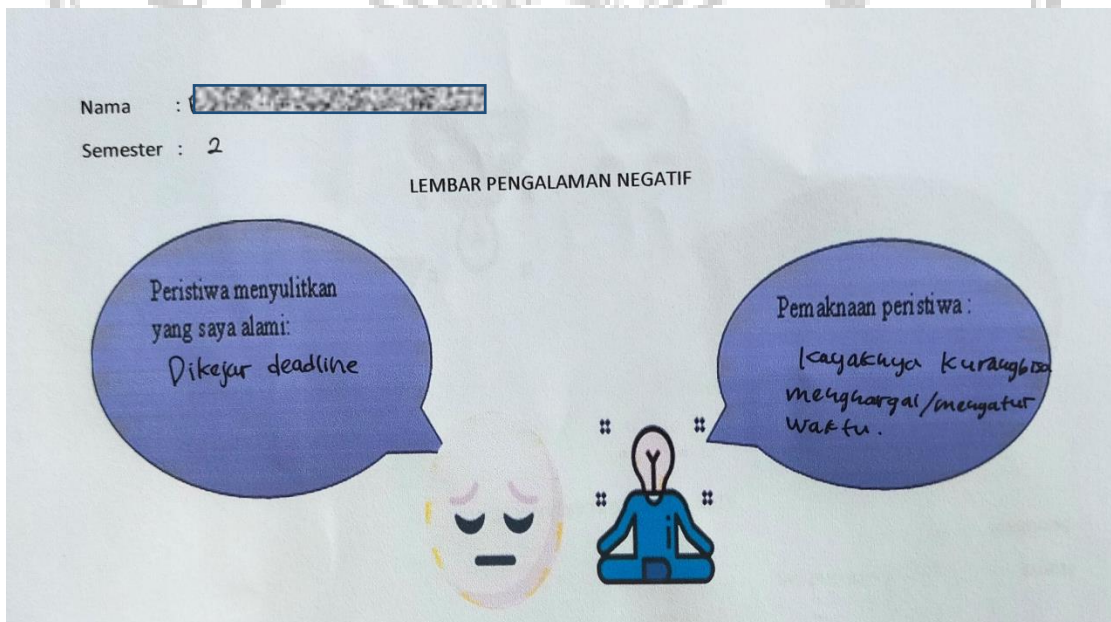 Nama :
Semester : 2
LEMBAR PENGALAMAN NEGATIF
Peristiwa menyulitkan
yang saya alami:
Dikejar deadline
Pemaknaan peristiwa :
Kayaknya kurang bisa
menghargai/mengatur
waktu.